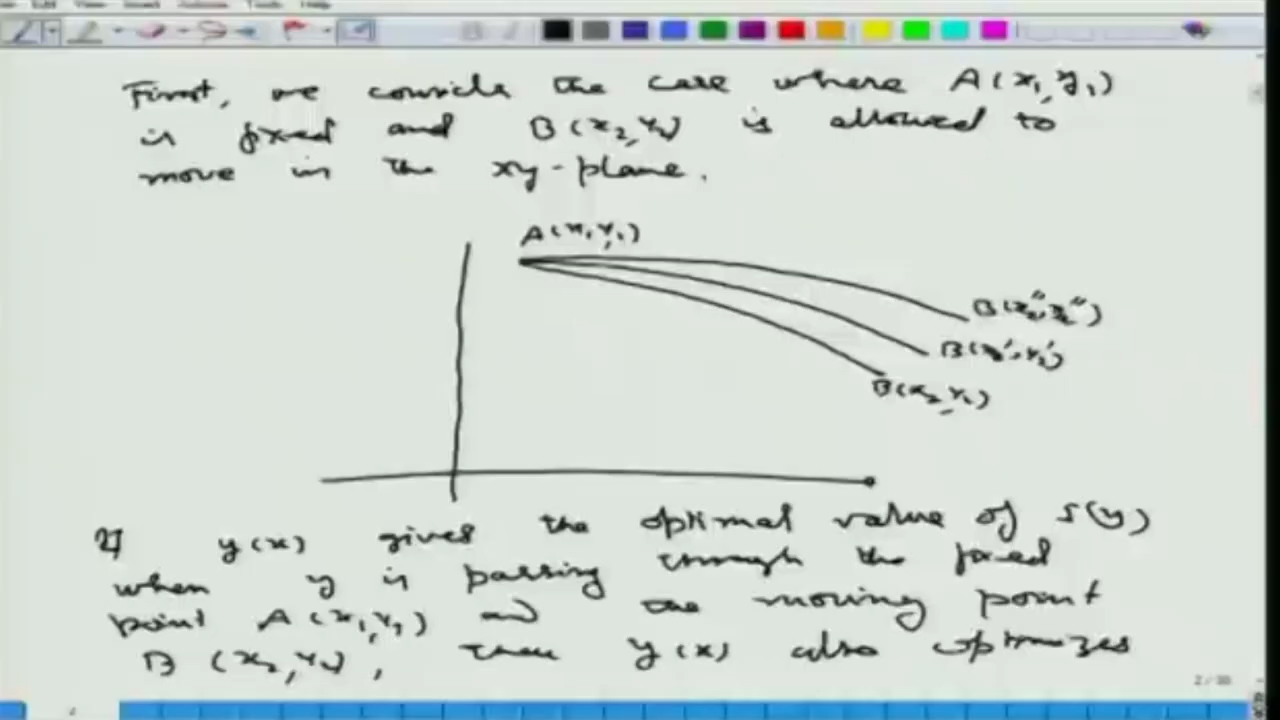 First, we consider the case where A(x₁,y₁)
is fixed and B(x₂,y₂) is allowed to
move in the xy-plane.
A(x₁,y₁)
B(x₂",y₂")
B(x₂',y₂')
B(x₂,y₂)
If y(x) gives the optimal value of S(y)
when y is passing through the fixed
point A(x₁,y₁) and the moving point
B (x₂,y₂), then y(x) also optimizes